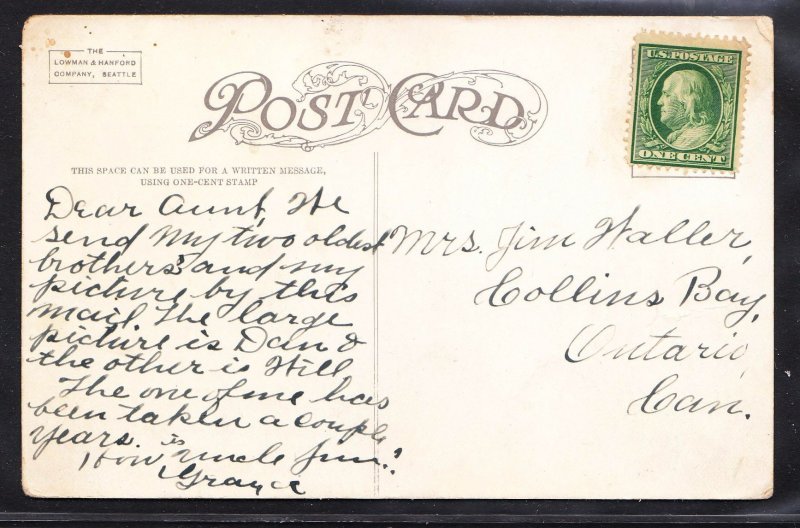 THE
LOWMAN & HANFORD
COMPANY, SEATTLE
POST CARD
U.S. POSTAGE
ONE CENT
THIS SPACE CAN BE USED FOR A WRITTEN MESSAGE,
USING ONE-CENT STAMP
Dear Aunt, We
send my two oldest
brothers and my
picture by this
mail The large
picture is Dan &
the other is Will
The one of me has
been taken a couple
years.
How is Uncle Jim?
Grace
Mrs. Jim Waller,
Collins Bay,
Ontario,
Can.